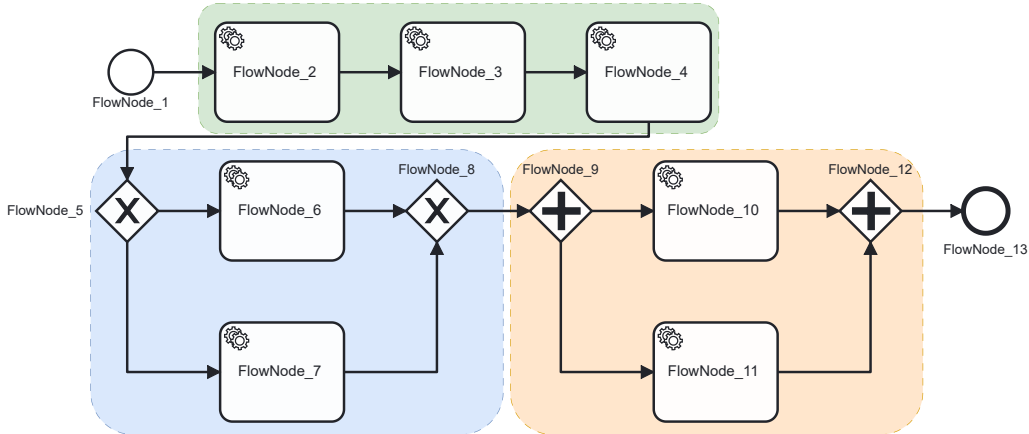 FlowNode_1
FlowNode_2
FlowNode_3
FlowNode_4
FlowNode_5
FlowNode_6
FlowNode_7
FlowNode_8
FlowNode_9
FlowNode_10
FlowNode_11
FlowNode_12
FlowNode_13